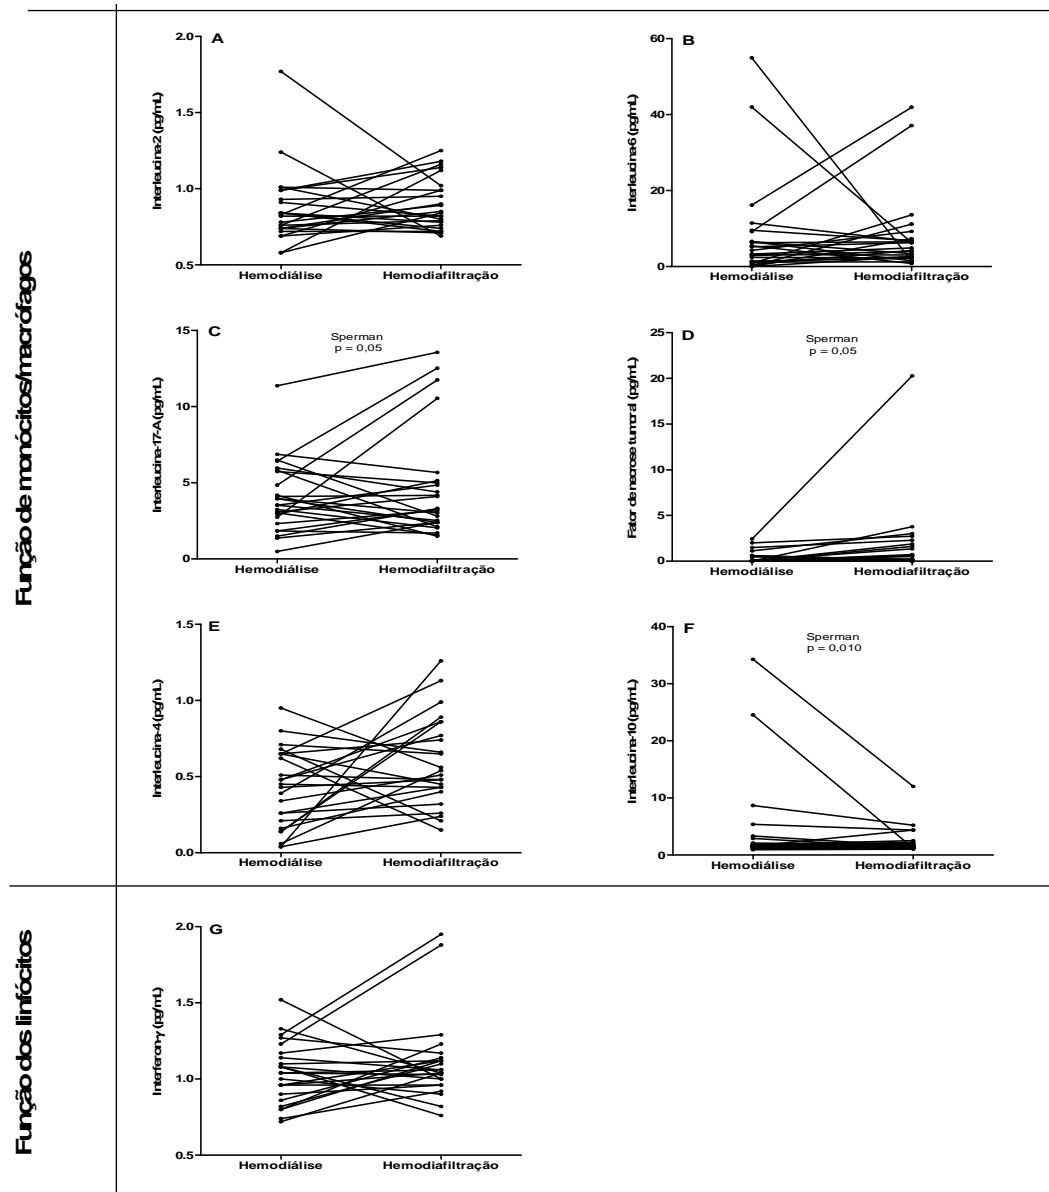 Função de monócitos/macrófagos
A
Interleucina-2 (pg/mL)
2.0
1.5
1.0
0.5
Hemodiálise Hemodiafiltração
B
Interleucina-6 (pg/mL)
60
40
20
0
Hemodiálise Hemodiafiltração
C
Sperman
p = 0,05
Interleucina-17-A (pg/mL)
15
10
5
0
Hemodiálise Hemodiafiltração
D
Sperman
p = 0,05
Fator de necrose tumoral (pg/mL)
25
20
15
10
5
0
Hemodiálise Hemodiafiltração
E
Interleucina-4 (pg/mL)
1.5
1.0
0.5
0.0
Hemodiálise Hemodiafiltração
F
Sperman
p = 0,010
Interleucina-10 (pg/mL)
40
30
20
10
0
Hemodiálise Hemodiafiltração
Função dos linfócitos
G
Interferon-γ (pg/mL)
2.0
1.5
1.0
0.5
Hemodiálise Hemodiafiltração